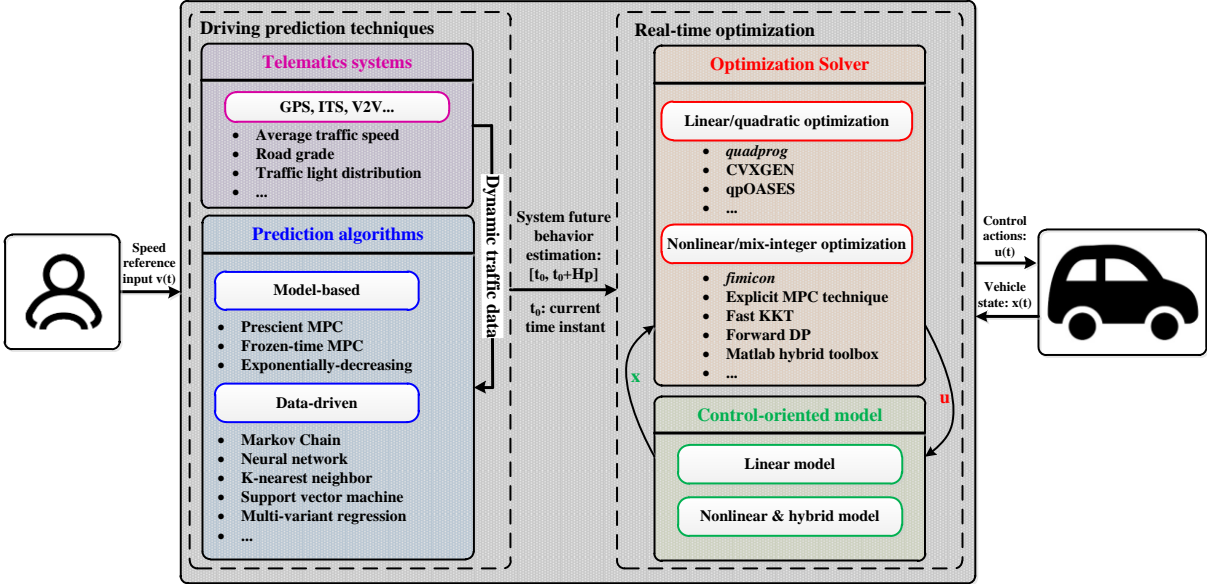 Speed
reference
input v(t)
Driving prediction techniques
Telematics systems
GPS, ITS, V2V...
• Average traffic speed
• Road grade
• Traffic light distribution
• ...
Prediction algorithms
Model-based
• Prescient MPC
• Frozen-time MPC
• Exponentially-decreasing
Data-driven
• Markov Chain
• Neural network
• K-nearest neighbor
• Support vector machine
• Multi-variant regression
• ...
Dynamic traffic data
System future
behavior
estimation:
[t₀, t₀+Hp]
t₀: current
time instant
Real-time optimization
Optimization Solver
Linear/quadratic optimization
• quadprog
• CVXGEN
• qpOASES
• ...
Nonlinear/mix-integer optimization
• fimicon
• Explicit MPC technique
• Fast KKT
• Forward DP
• Matlab hybrid toolbox
• ...
x
u
Control-oriented model
Linear model
Nonlinear & hybrid model
Control
actions:
u(t)
Vehicle
state: x(t)